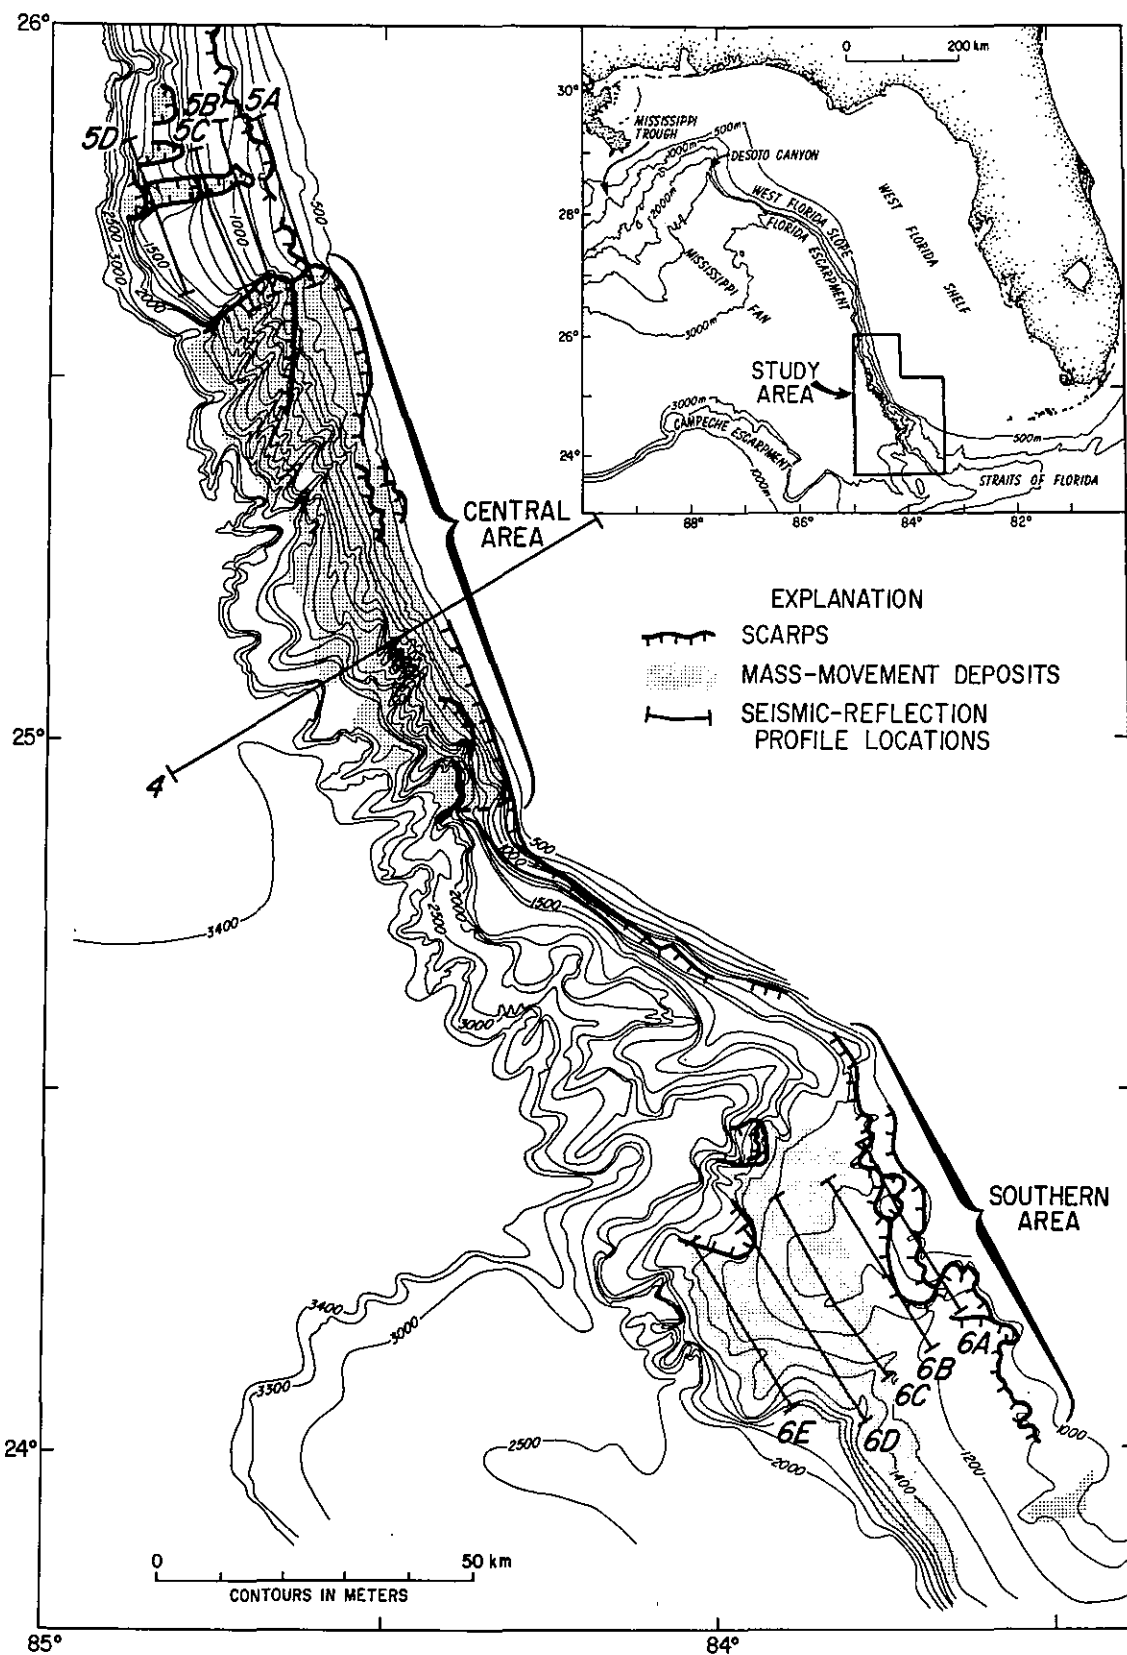 26°
5A
5B
5C
5D
500
1000
1500
2000
2500
3000
0 200 km
30°
MISSISSIPPI
TROUGH
500m
1000m
2000m
DESOTO CANYON
WEST FLORIDA SLOPE
FLORIDA ESCARPMENT
WEST FLORIDA
SHELF
28°
MISSISSIPPI
FAN
3000m
26°
STUDY
AREA
3000m
CAMPECHE ESCARPMENT
1000m
500m
24°
STRAITS OF FLORIDA
88° 86° 84° 82°
CENTRAL
AREA
EXPLANATION
SCARPS
MASS-MOVEMENT DEPOSITS
SEISMIC-REFLECTION
PROFILE LOCATIONS
25°
4
500
1000
1500
2000
2500
3400
3000
SOUTHERN
AREA
6A
6B
6C
6D
6E
3400
3000
3300
24°
2500
2000
1400
1200
1000
0 50 km
CONTOURS IN METERS
85° 84°